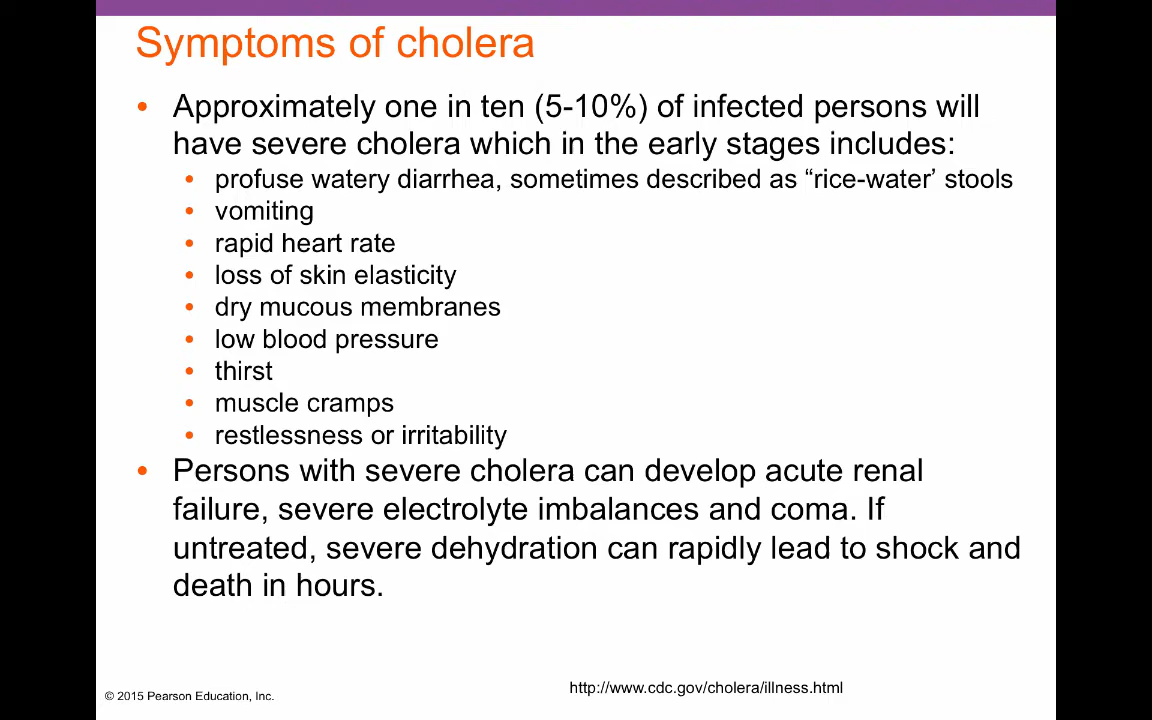 Symptoms of cholera
• Approximately one in ten (5-10%) of infected persons will
have severe cholera which in the early stages includes:
• profuse watery diarrhea, sometimes described as “rice-water’ stools
• vomiting
• rapid heart rate
• loss of skin elasticity
• dry mucous membranes
• low blood pressure
• thirst
• muscle cramps
• restlessness or irritability
• Persons with severe cholera can develop acute renal
failure, severe electrolyte imbalances and coma. If
untreated, severe dehydration can rapidly lead to shock and
death in hours.
http://www.cdc.gov/cholera/illness.html
© 2015 Pearson Education, Inc.